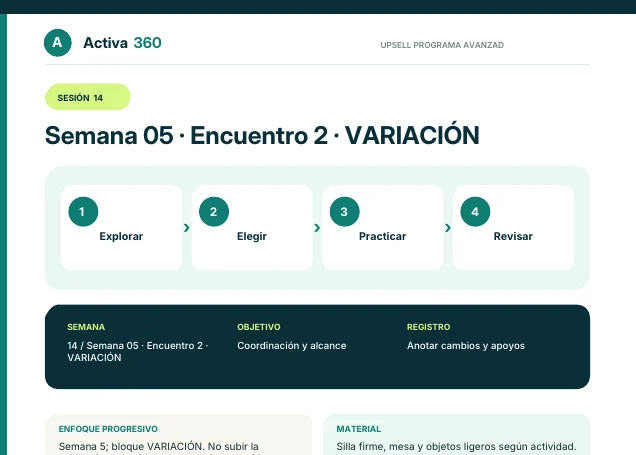 A Activa 360
UPSELL PROGRAMA AVANZAD
SESIÓN 14
Semana 05 · Encuentro 2 · VARIACIÓN
1
Explorar
›
2
Elegir
›
3
Practicar
›
4
Revisar
SEMANA
14 / Semana 05 · Encuentro 2 ·
VARIACIÓN
OBJETIVO
Coordinación y alcance
REGISTRO
Anotar cambios y apoyos
ENFOQUE PROGRESIVO
Semana 5; bloque VARIACIÓN. No subir la
MATERIAL
Silla firme, mesa y objetos ligeros según actividad.